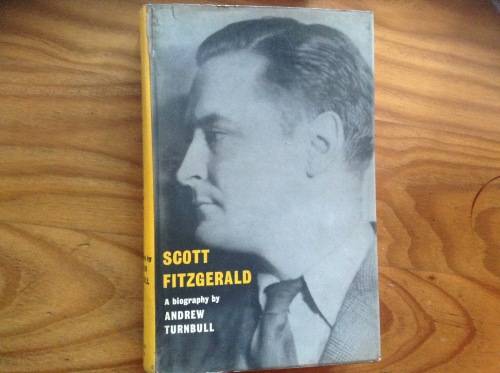 SCOTT
FITZGERALD
A biography by
ANDREW
TURNBULL